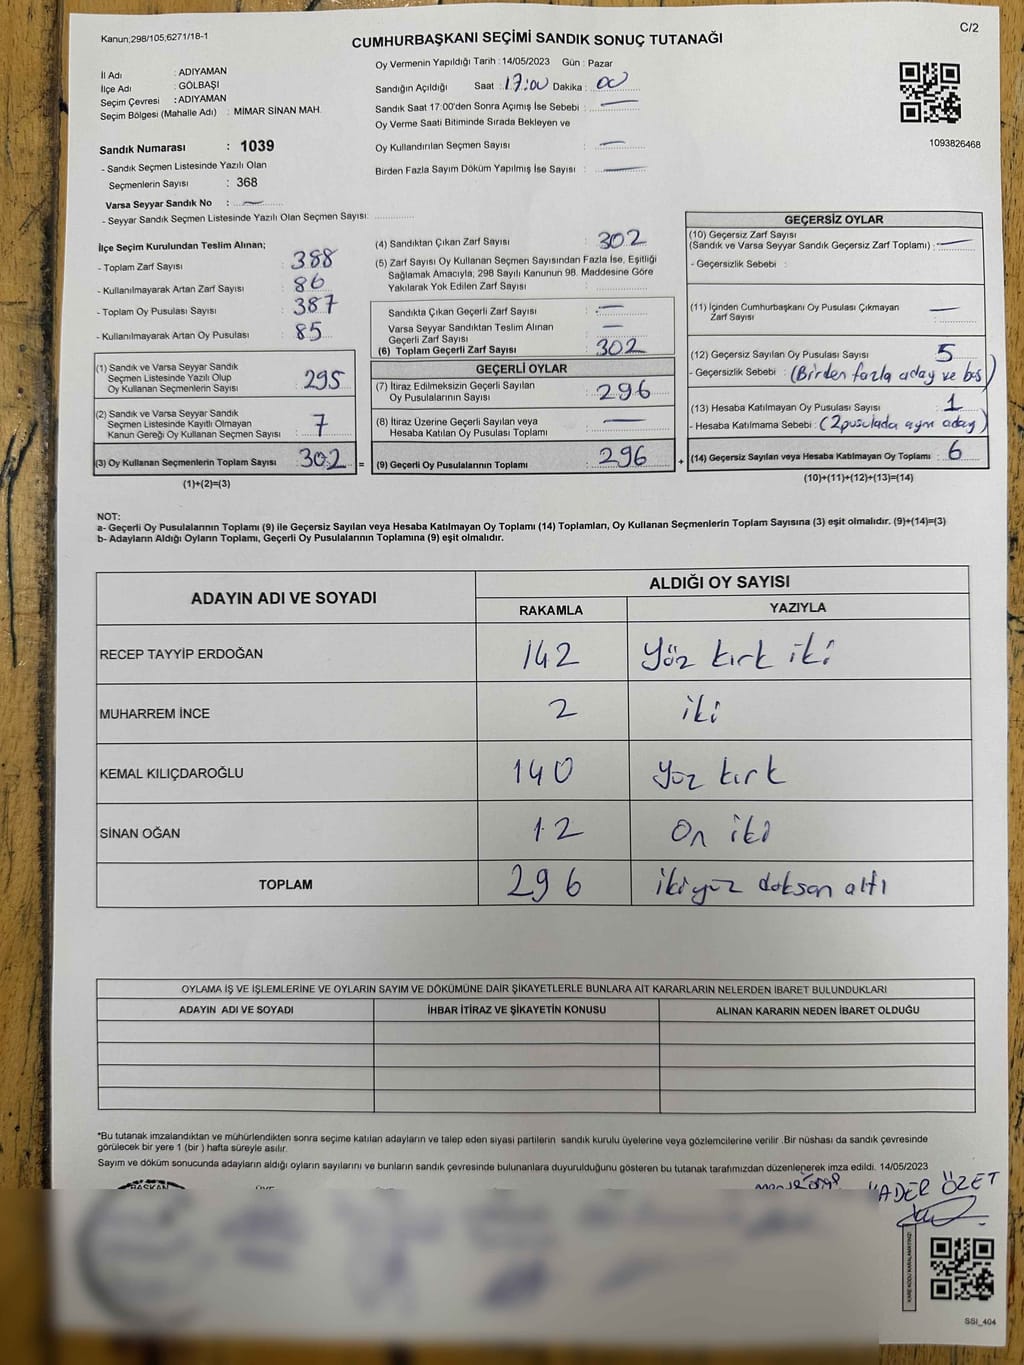 Kanun;298/105,6271/18-1
C/2
CUMHURBAŞKANI SEÇİMİ SANDIK SONUÇ TUTANAĞI
İl Adı : ADIYAMAN
İlçe Adı : GÖLBAŞI
Seçim Çevresi : ADIYAMAN
Seçim Bölgesi (Mahalle Adı) : MİMAR SİNAN MAH.
Sandık Numarası : 1039
- Sandık Seçmen Listesinde Yazılı Olan
Seçmenlerin Sayısı : 368
Varsa Seyyar Sandık No : —
- Seyyar Sandık Seçmen Listesinde Yazılı Olan Seçmen Sayısı:
Oy Vermenin Yapıldığı Tarih : 14/05/2023 Gün : Pazar
Sandığın Açıldığı Saat : 17:00 Dakika : 00
Sandık Saat 17:00'den Sonra Açımış İse Sebebi : —
Oy Verme Saati Bitiminde Sırada Bekleyen ve
Oy Kullandırılan Seçmen Sayısı : —
Birden Fazla Sayım Döküm Yapılmış İse Sayısı : —
1093826468
İlçe Seçim Kurulundan Teslim Alınan;
- Toplam Zarf Sayısı : 388
- Kullanılmayarak Artan Zarf Sayısı : 86
- Toplam Oy Pusulası Sayısı : 387
- Kullanılmayarak Artan Oy Pusulası : 85
(1) Sandık ve Varsa Seyyar Sandık
Seçmen Listesinde Yazılı Olup
Oy Kullanan Seçmenlerin Sayısı : 295
(2) Sandık ve Varsa Seyyar Sandık
Seçmen Listesinde Kayıtlı Olmayan
Kanun Gereği Oy Kullanan Seçmen Sayısı : 7
(3) Oy Kullanan Seçmenlerin Toplam Sayısı : 302 =
(1)+(2)=(3)
(4) Sandıktan Çıkan Zarf Sayısı : 302
(5) Zarf Sayısı Oy Kullanan Seçmen Sayısından Fazla İse, Eşitliği
Sağlamak Amacıyla, 298 Sayılı Kanunun 98. Maddesine Göre
Yakılarak Yok Edilen Zarf Sayısı :
Sandıkta Çıkan Geçerli Zarf Sayısı : —
Varsa Seyyar Sandıktan Teslim Alınan
Geçerli Zarf Sayısı : —
(6) Toplam Geçerli Zarf Sayısı : 302
GEÇERLİ OYLAR
(7) İtiraz Edilmeksizin Geçerli Sayılan
Oy Pusulalarının Sayısı : 296
(8) İtiraz Üzerine Geçerli Sayılan veya
Hesaba Katılan Oy Pusulası Toplamı : —
(9) Geçerli Oy Pusulalarının Toplamı : 296 +
GEÇERSİZ OYLAR
(10) Geçersiz Zarf Sayısı
(Sandık ve Varsa Seyyar Sandık Geçersiz Zarf Toplamı) : —
- Geçersizlik Sebebi :
(11) İçinden Cumhurbaşkanı Oy Pusulası Çıkmayan
Zarf Sayısı : —
(12) Geçersiz Sayılan Oy Pusulası Sayısı : 5
- Geçersizlik Sebebi : (Birden fazla aday ve boş)
(13) Hesaba Katılmayan Oy Pusulası Sayısı : 1
- Hesaba Katılmama Sebebi : (2 pusulada ayrı aday)
(14) Geçersiz Sayılan veya Hesaba Katılmayan Oy Toplamı : 6
(10)+(11)+(12)+(13)=(14)
NOT:
a- Geçerli Oy Pusulalarının Toplamı (9) ile Geçersiz Sayılan veya Hesaba Katılmayan Oy Toplamı (14) Toplamları, Oy Kullanan Seçmenlerin Toplam Sayısına (3) eşit olmalıdır. (9)+(14)=(3)
b- Adayların Aldığı Oyların Toplamı, Geçerli Oy Pusulalarının Toplamına (9) eşit olmalıdır.
ADAYIN ADI VE SOYADI
ALDIĞI OY SAYISI
RAKAMLA YAZIYLA
RECEP TAYYİP ERDOĞAN 142 Yöz kırk iki
MUHARREM İNCE 2 iki
KEMAL KILIÇDAROĞLU 140 Yüz kırk
SİNAN OĞAN 12 On iki
TOPLAM 296 ikiyüz doksan altı
OYLAMA İŞ VE İŞLEMLERİNE VE OYLARIN SAYIM VE DÖKÜMÜNE DAİR ŞİKAYETLERLE BUNLARA AİT KARARLARIN NELERDEN İBARET BULUNDUKLARI
ADAYIN ADI VE SOYADI İHBAR İTİRAZ VE ŞİKAYETİN KONUSU ALINAN KARARIN NEDEN İBARET OLDUĞU
*Bu tutanak imzalandıktan ve mühürlendikten sonra seçime katılan adayların ve talep eden siyasi partilerin sandık kurulu üyelerine veya gözlemcilerine verilir .Bir nüshası da sandık çevresinde
görülecek bir yere 1 (bir ) hafta süreyle asılır.
Sayım ve döküm sonucunda adayların aldığı oyların sayılarını ve bunların sandık çevresinde bulunanlara duyurulduğunu gösteren bu tutanak tarafımızdan düzenlenerek imza edildi. 14/05/2023
BAŞKAN
ÜYE
ÖZET
SSI_404